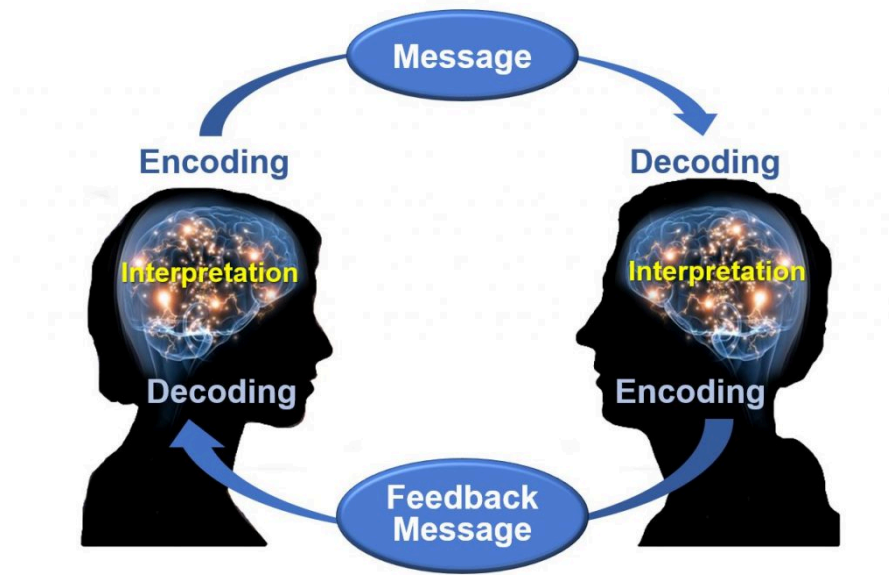 Message
Encoding
Decoding
Interpretation
Interpretation
Decoding
Encoding
Feedback
Message